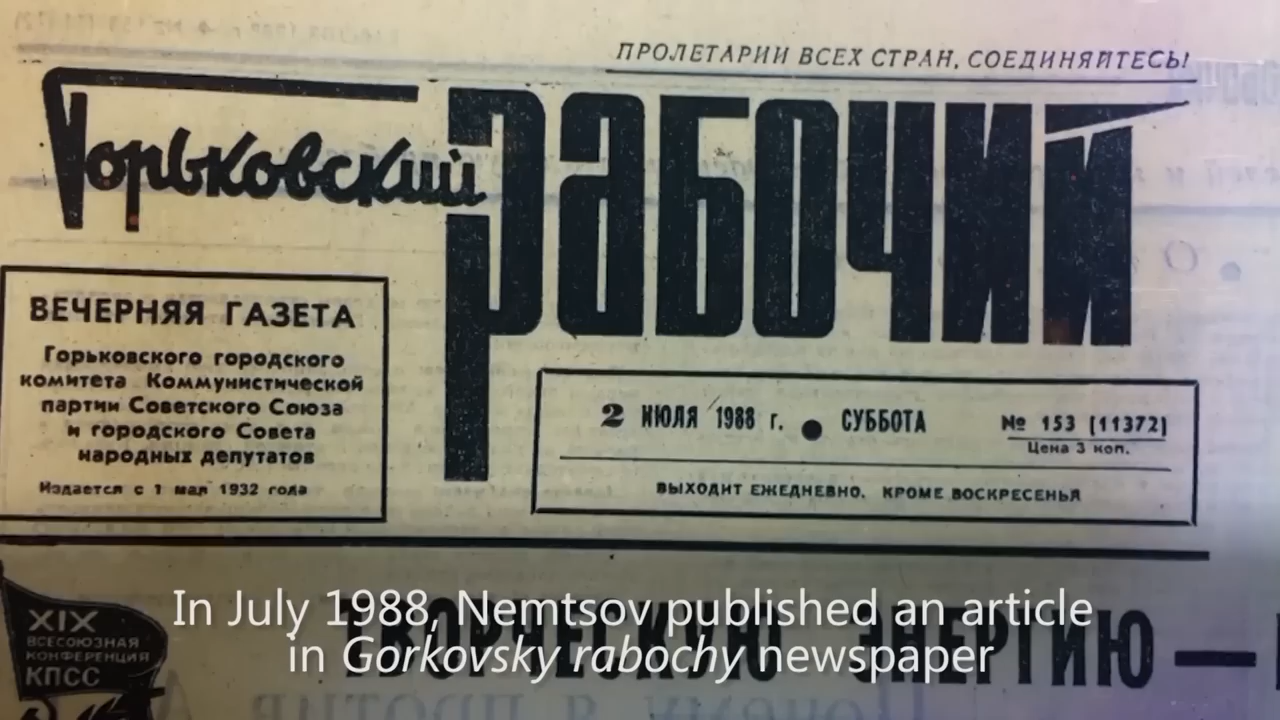 ПРОЛЕТАРИИ ВСЕХ СТРАН, СОЕДИНЯЙТЕСЬ!
Горьковский рабочий
ВЕЧЕРНЯЯ ГАЗЕТА
Горьковского городского
комитета Коммунистической
партии Советского Союза
и городского Совета
народных депутатов
Издается с 1 мая 1932 года
2 ИЮЛЯ 1988 г. ● СУББОТА № 153 (11372)
Цена 3 коп.
ВЫХОДИТ ЕЖЕДНЕВНО, КРОМЕ ВОСКРЕСЕНЬЯ
XIX
ВСЕСОЮЗНАЯ
КОНФЕРЕНЦИЯ
КПСС
ТВОРЧЕСКУЮ ЭНЕРГИЮ —
In July 1988, Nemtsov published an article
in Gorkovsky rabochy newspaper